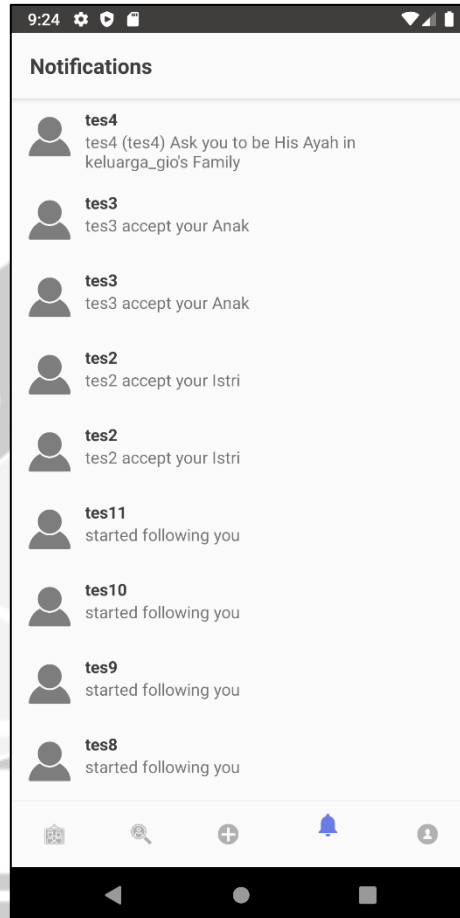 9:24
Notifications
tes4
tes4 (tes4) Ask you to be His Ayah in
keluarga_gio's Family
tes3
tes3 accept your Anak
tes3
tes3 accept your Anak
tes2
tes2 accept your Istri
tes2
tes2 accept your Istri
tes11
started following you
tes10
started following you
tes9
started following you
tes8
started following you